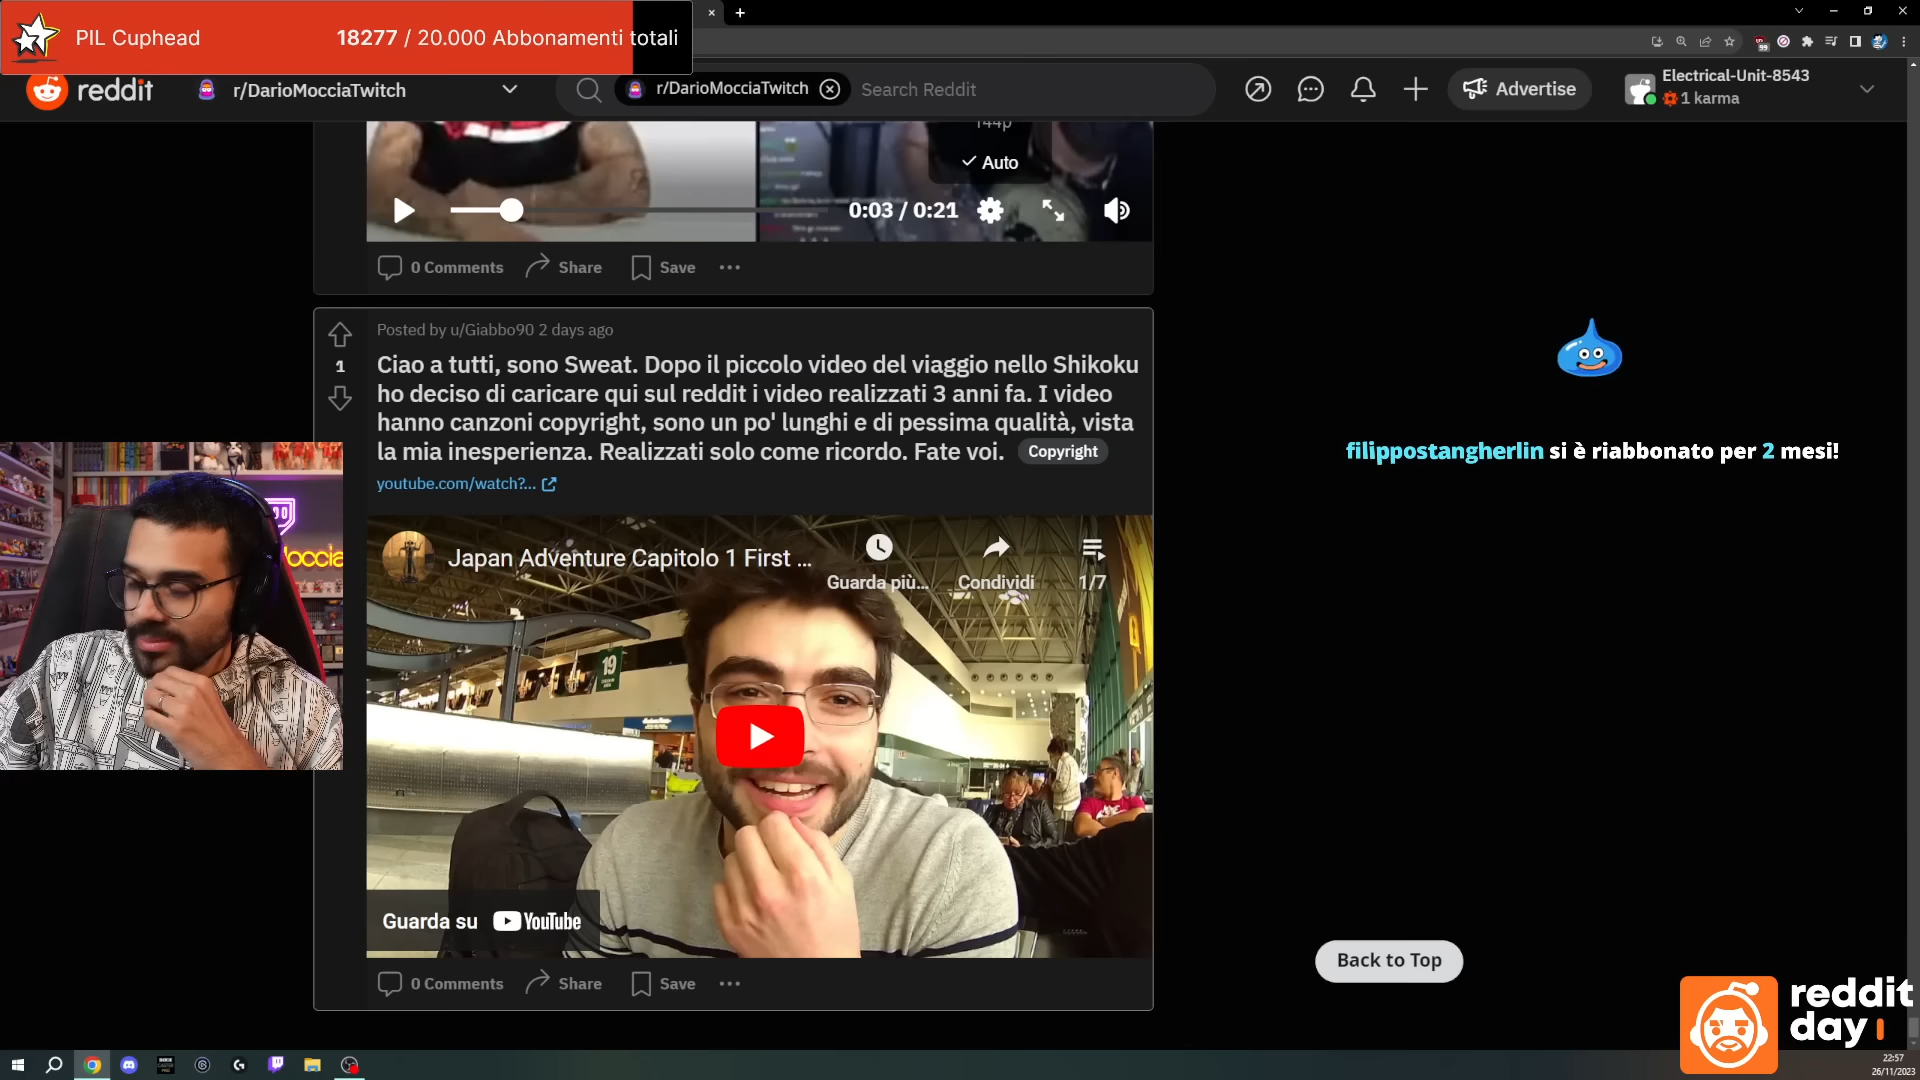 PIL Cuphead 18277 / 20.000 Abbonamenti totali
reddit r/DarioMocciaTwitch r/DarioMocciaTwitch Search Reddit Advertise Electrical-Unit-8543
1 karma
144p
Auto
0:03 / 0:21
0 Comments Share Save
Posted by u/Giabbo90 2 days ago
1
Ciao a tutti, sono Sweat. Dopo il piccolo video del viaggio nello Shikoku
ho deciso di caricare qui sul reddit i video realizzati 3 anni fa. I video
hanno canzoni copyright, sono un po' lunghi e di pessima qualità, vista
la mia inesperienza. Realizzati solo come ricordo. Fate voi. Copyright
youtube.com/watch?...
filippostangherlin si è riabbonato per 2 mesi!
Japan Adventure Capitolo 1 First ...
Guarda più... Condividi 1/7
19
Guarda su YouTube
0 Comments Share Save
Back to Top
reddit
day
22:57
26/11/2023